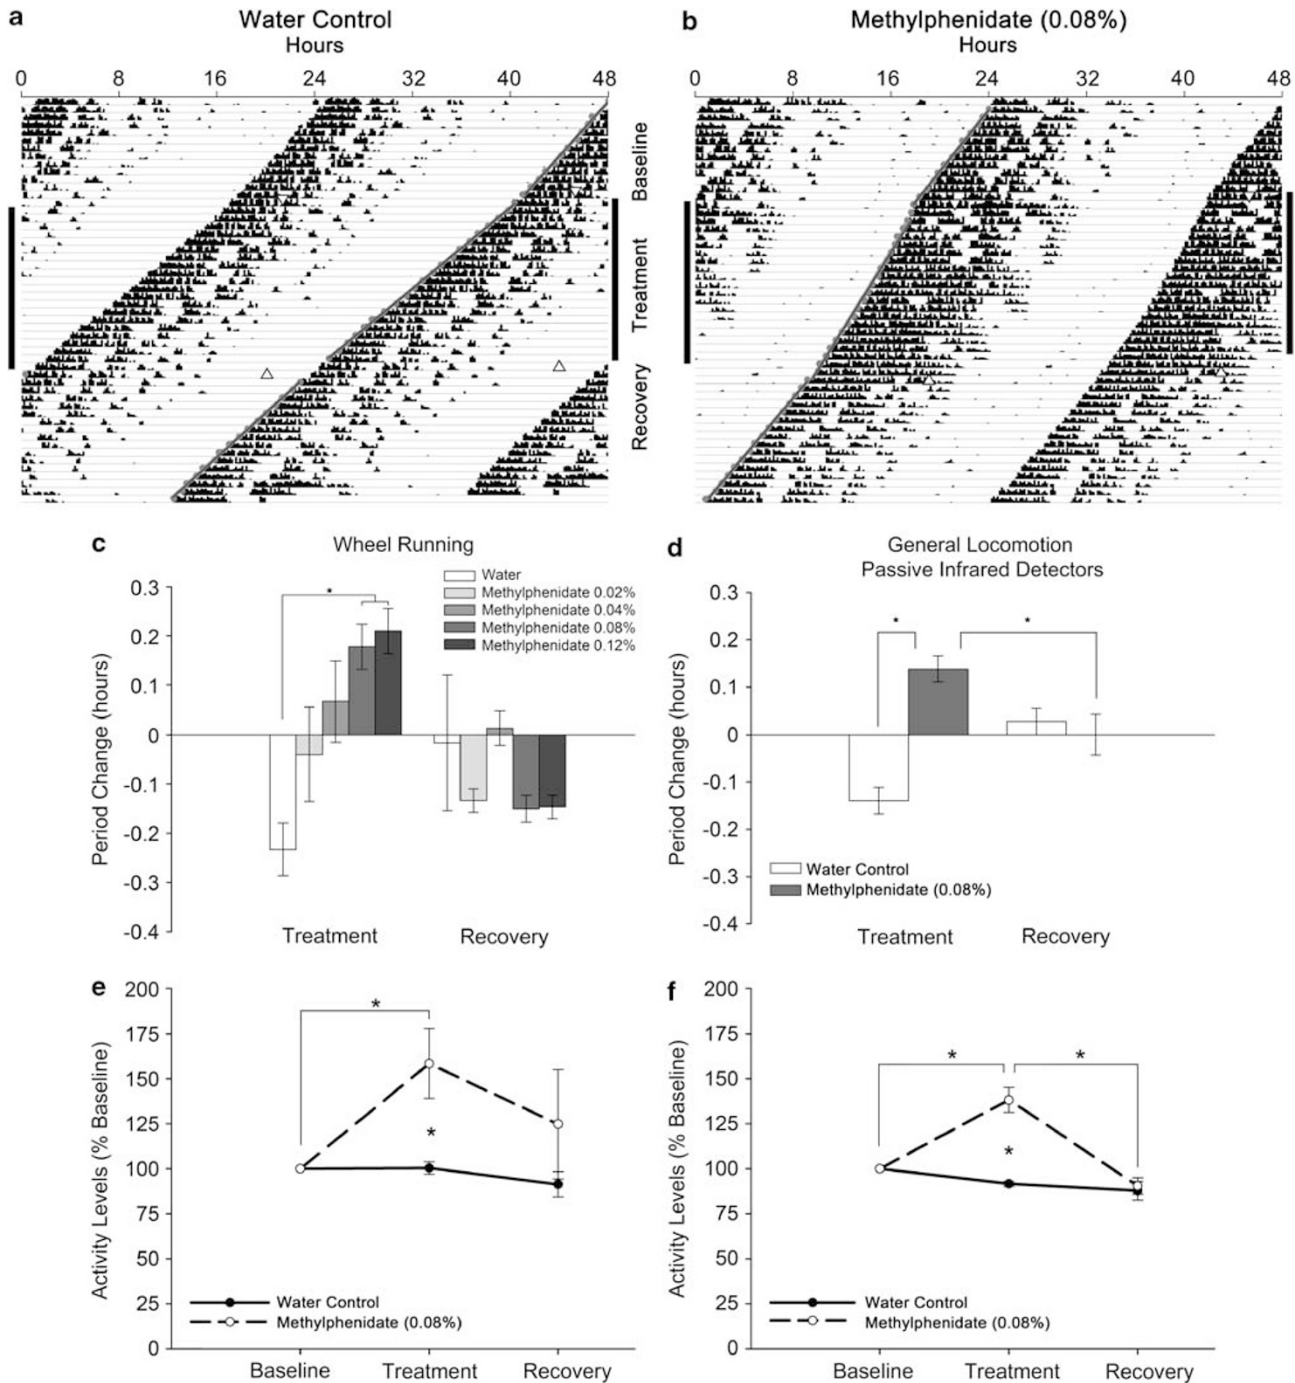 a
Water Control
Hours
0 8 16 24 32 40 48
Baseline
Treatment
Recovery
b
Methylphenidate (0.08%)
Hours
0 8 16 24 32 40 48
c
Wheel Running
Period Change (hours)
0.3
0.2
0.1
0
-0.1
-0.2
-0.3
-0.4
*
Water
Methylphenidate 0.02%
Methylphenidate 0.04%
Methylphenidate 0.08%
Methylphenidate 0.12%
Treatment Recovery
d
General Locomotion
Passive Infrared Detectors
Period Change (hours)
0.3
0.2
0.1
0
-0.1
-0.2
-0.3
-0.4
* *
Water Control
Methylphenidate (0.08%)
Treatment Recovery
e
Activity Levels (% Baseline)
200
175
150
125
100
75
50
25
0
*
*
Water Control
Methylphenidate (0.08%)
Baseline Treatment Recovery
f
Activity Levels (% Baseline)
200
175
150
125
100
75
50
25
0
* *
*
Water Control
Methylphenidate (0.08%)
Baseline Treatment Recovery